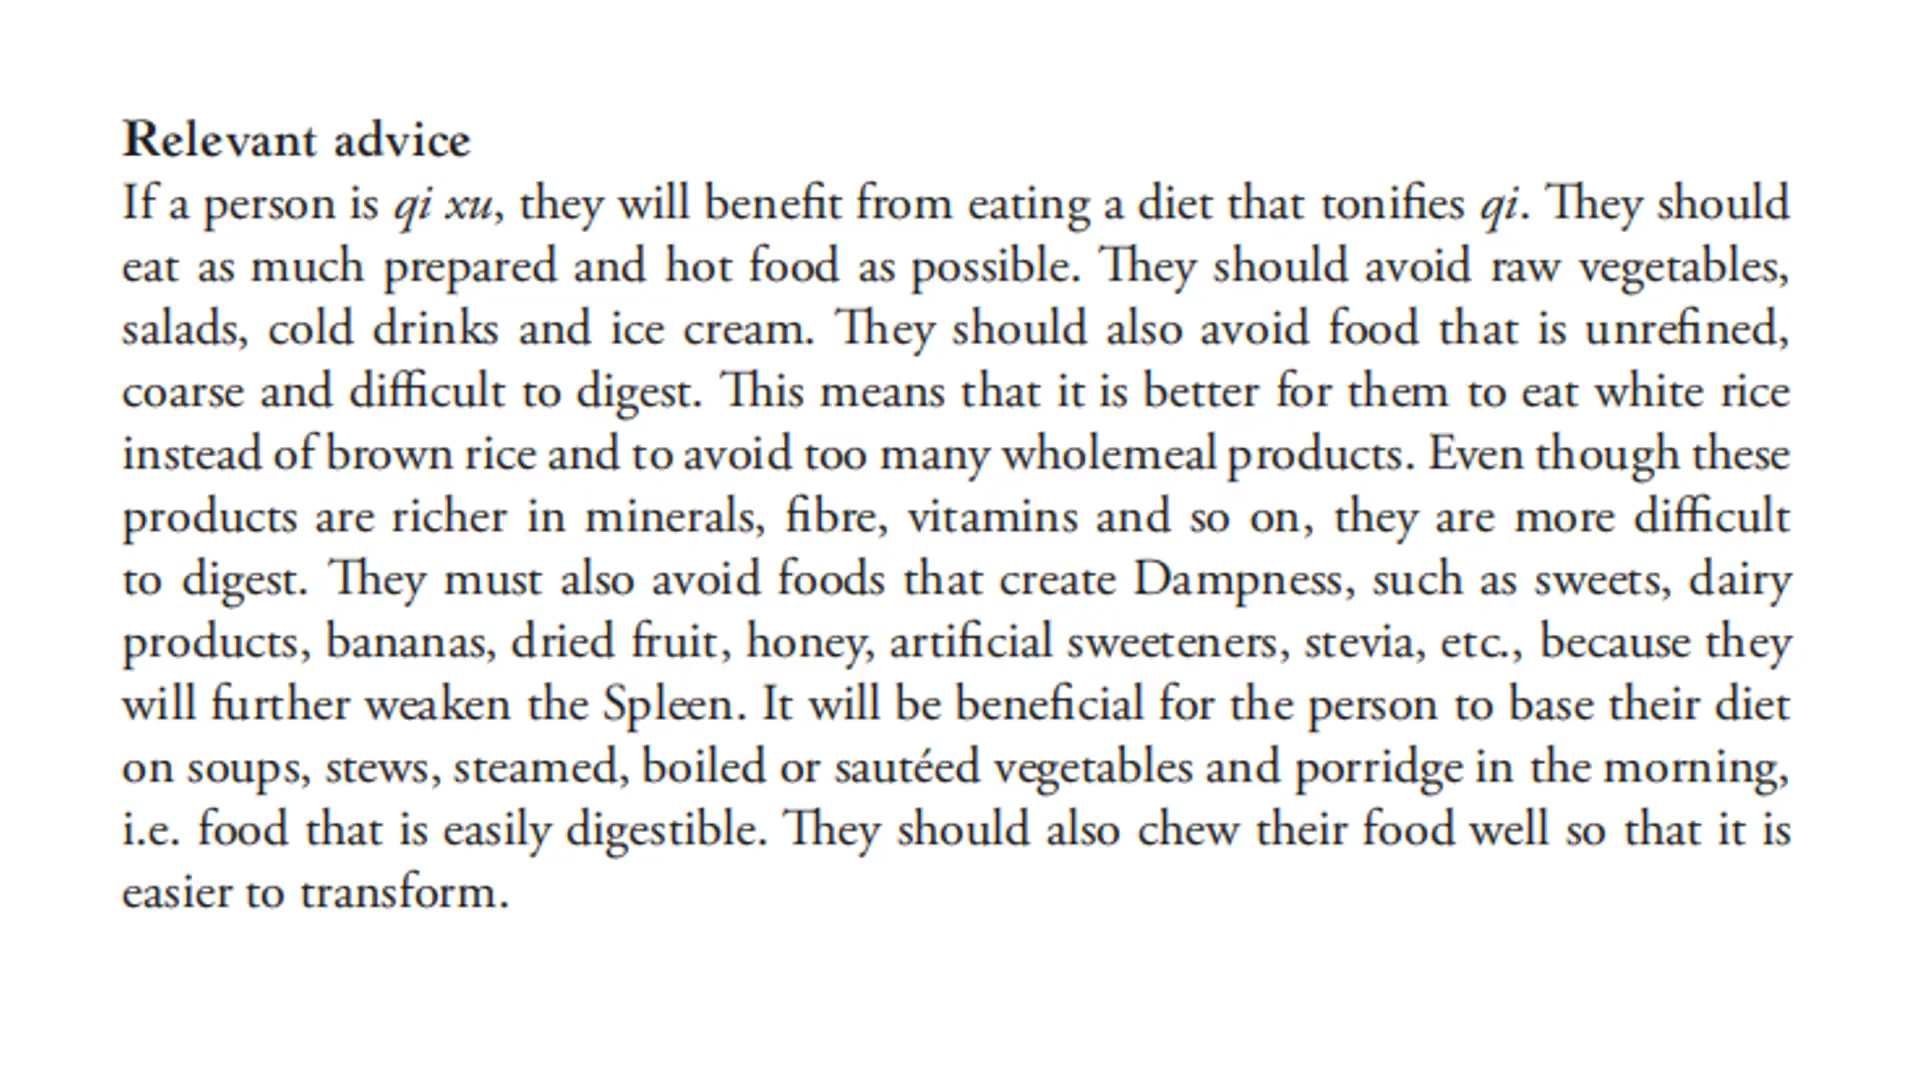 Relevant advice
If a person is qi xu, they will benefit from eating a diet that tonifies qi. They should
eat as much prepared and hot food as possible. They should avoid raw vegetables,
salads, cold drinks and ice cream. They should also avoid food that is unrefined,
coarse and difficult to digest. This means that it is better for them to eat white rice
instead of brown rice and to avoid too many wholemeal products. Even though these
products are richer in minerals, fibre, vitamins and so on, they are more difficult
to digest. They must also avoid foods that create Dampness, such as sweets, dairy
products, bananas, dried fruit, honey, artificial sweeteners, stevia, etc., because they
will further weaken the Spleen. It will be beneficial for the person to base their diet
on soups, stews, steamed, boiled or sautéed vegetables and porridge in the morning,
i.e. food that is easily digestible. They should also chew their food well so that it is
easier to transform.